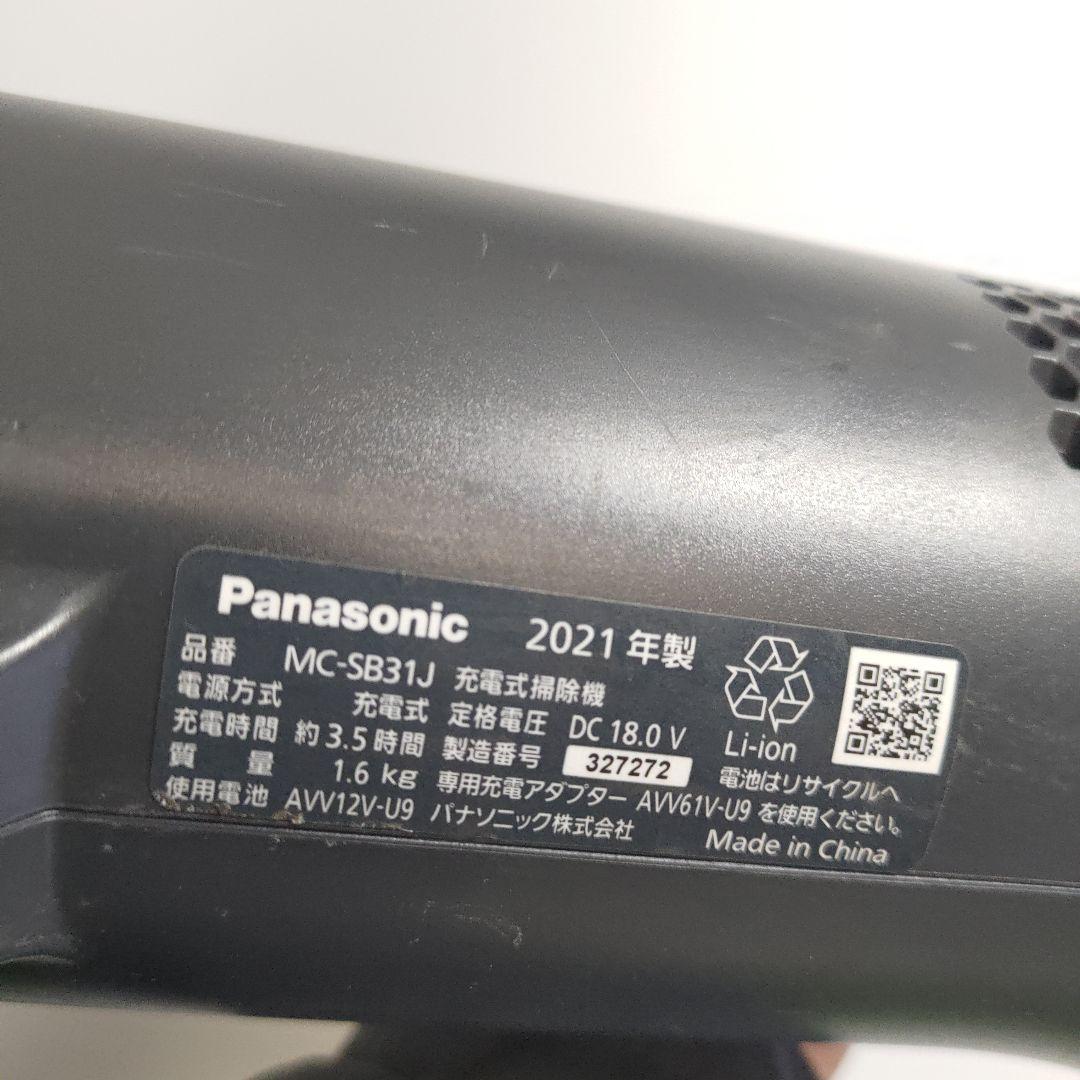 Panasonic 2021 年製
品番 MC-SB31J 充電式掃除機
電源方式 充電式 定格電圧 DC 18.0 V
充電時間 約3.5時間 製造番号 327272
質量 1.6 kg 専用充電アダプター AVV61V-U9 を使用ください。
使用電池 AVV12V-U9 パナソニック株式会社
Li-ion
電池はリサイクルへ
Made in China